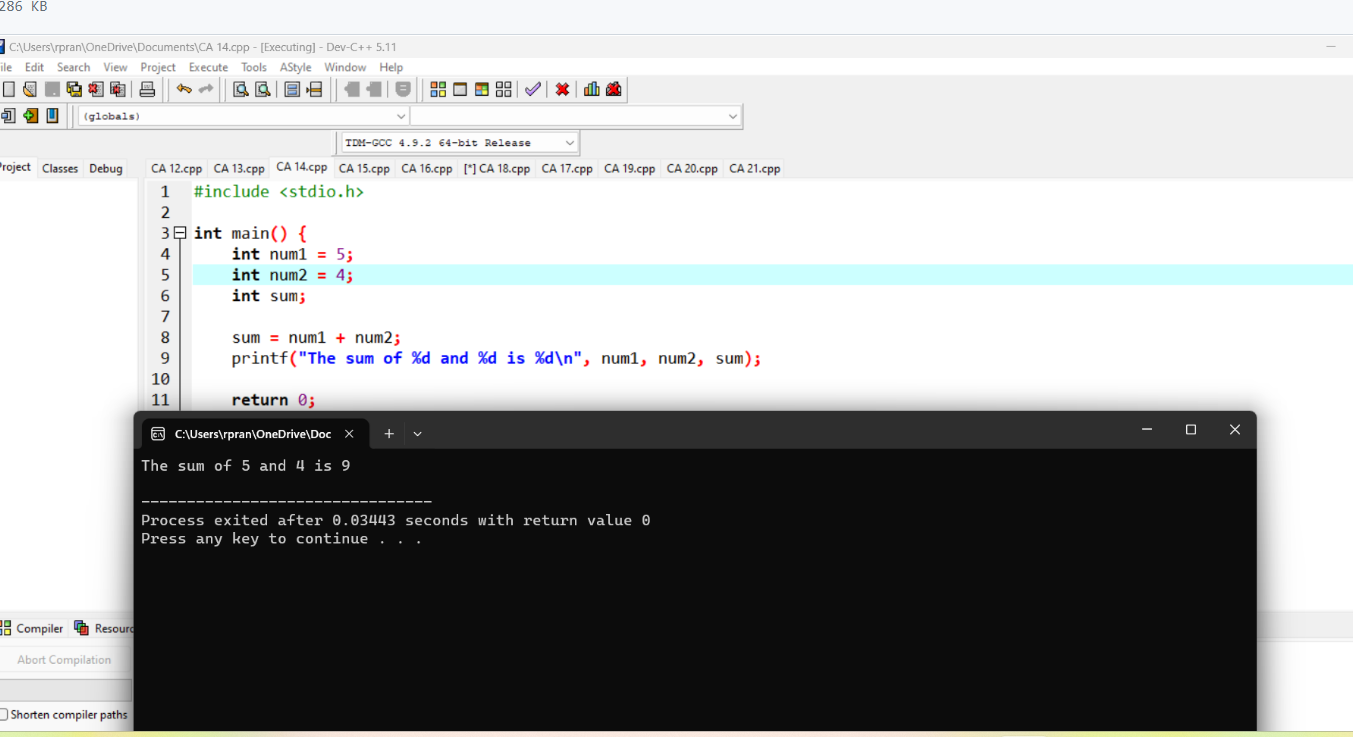 286 KB
C:\Users\rpran\OneDrive\Documents\CA 14.cpp - [Executing] - Dev-C++ 5.11
ile Edit Search View Project Execute Tools AStyle Window Help
(globals)
TDM-GCC 4.9.2 64-bit Release
Project Classes Debug
CA 12.cpp CA 13.cpp CA 14.cpp CA 15.cpp CA 16.cpp [*] CA 18.cpp CA 17.cpp CA 19.cpp CA 20.cpp CA 21.cpp
1 #include <stdio.h>
2
3 int main() {
4 int num1 = 5;
5 int num2 = 4;
6 int sum;
7
8 sum = num1 + num2;
9 printf("The sum of %d and %d is %d\n", num1, num2, sum);
10
11 return 0;
C:\Users\rpran\OneDrive\Doc
The sum of 5 and 4 is 9
--------------------------------
Process exited after 0.03443 seconds with return value 0
Press any key to continue . . .
Compiler Resourc
Abort Compilation
Shorten compiler paths